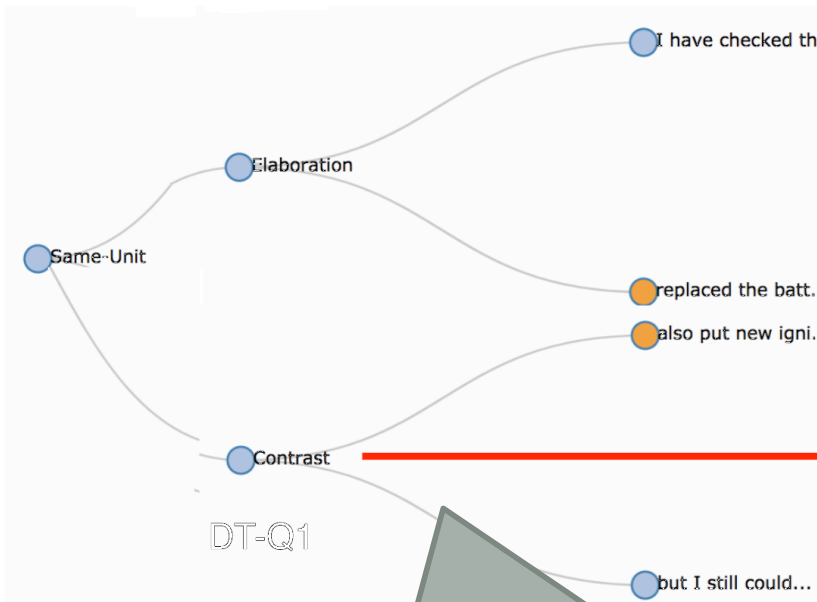 I have checked th
Elaboration
Same-Unit
replaced the batt.
also put new igni.
Contrast
DT-Q1
but I still could...